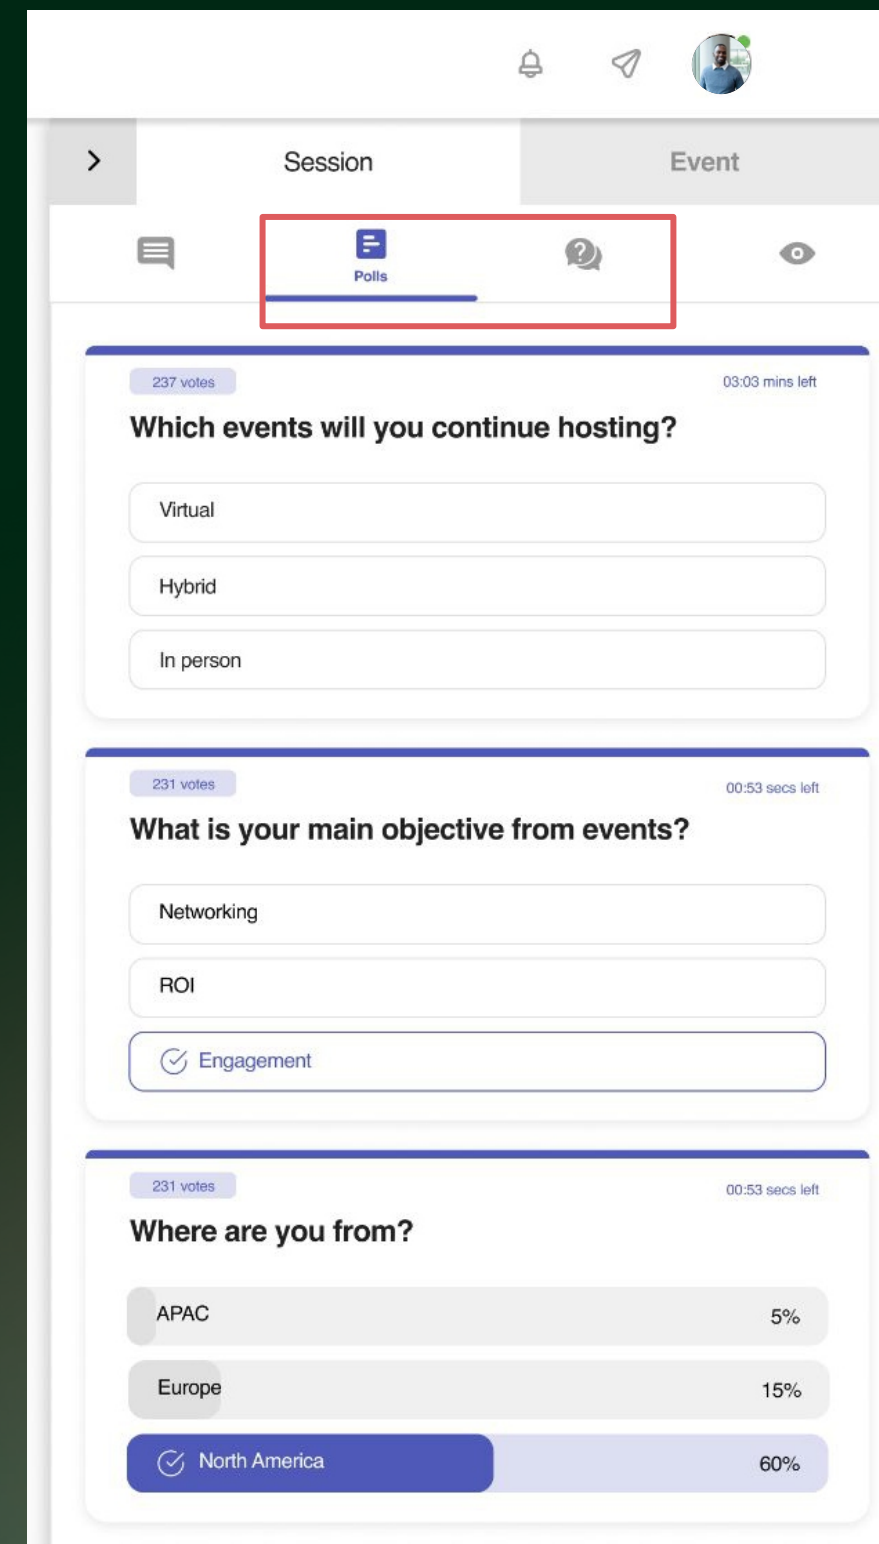 Session
Event
Polls
237 votes
03:03 mins left
Which events will you continue hosting?
Virtual
Hybrid
In person
231 votes
00:53 secs left
What is your main objective from events?
Networking
ROI
Engagement
231 votes
00:53 secs left
Where are you from?
APAC
5%
Europe
15%
North America
60%